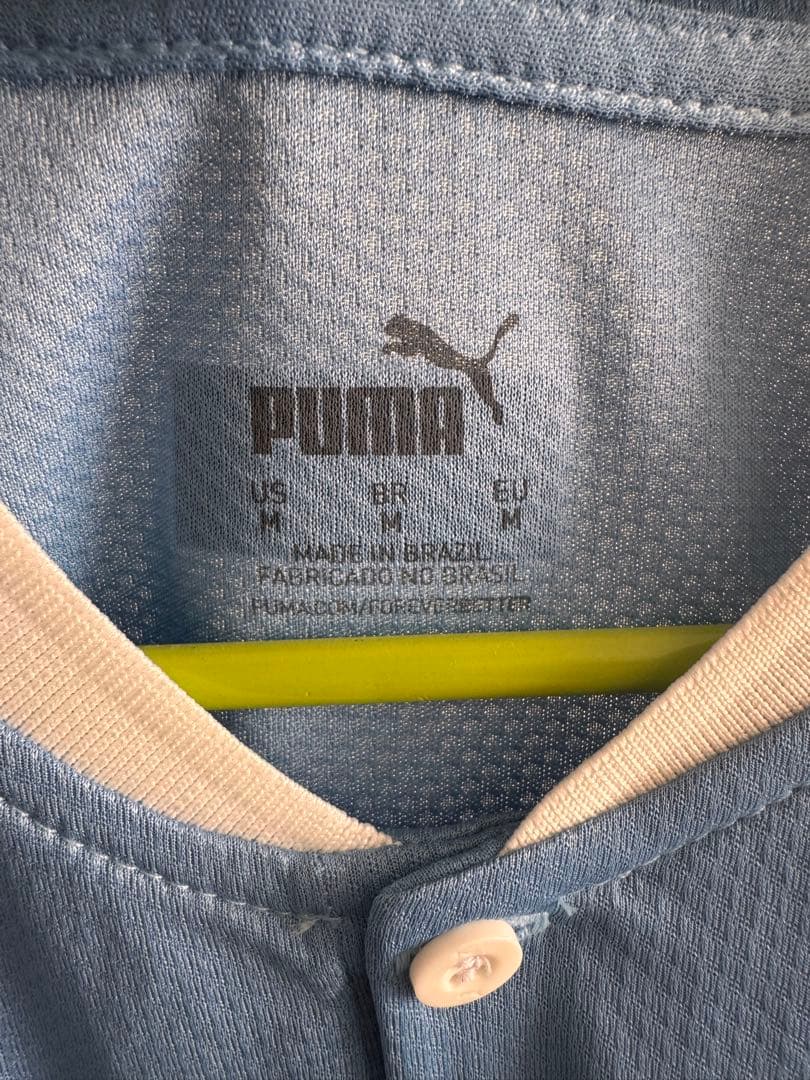 PUMA
US BR EU
M M M
MADE IN BRAZIL
FABRICADO NO BRASIL
PUMA.COM/FOREVERBETTER